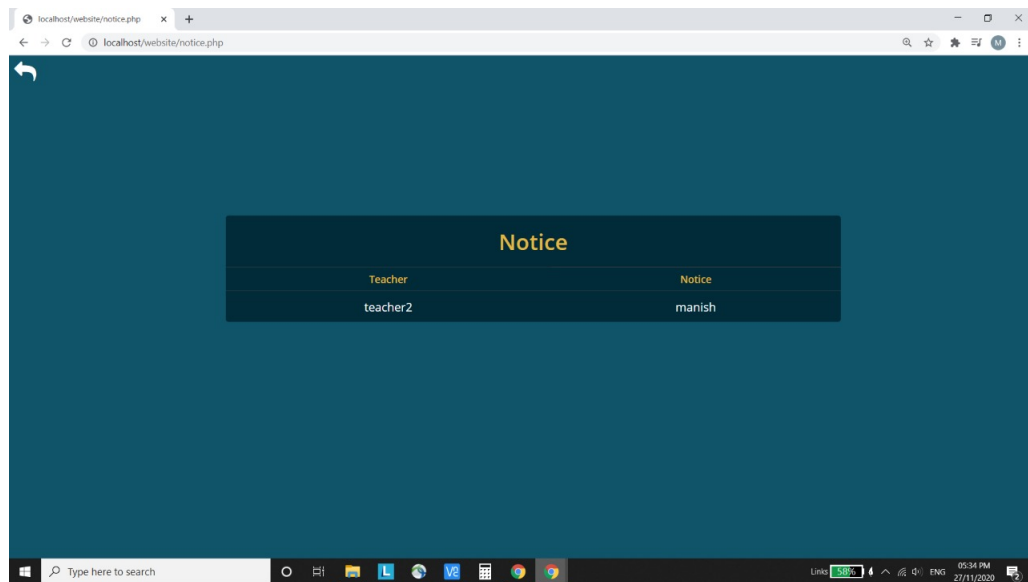 localhost/website/notice.php
localhost/website/notice.php
M
Notice
Teacher Notice
teacher2 manish
Type here to search
L
Links 58% ENG
05:34 PM
27/11/2020